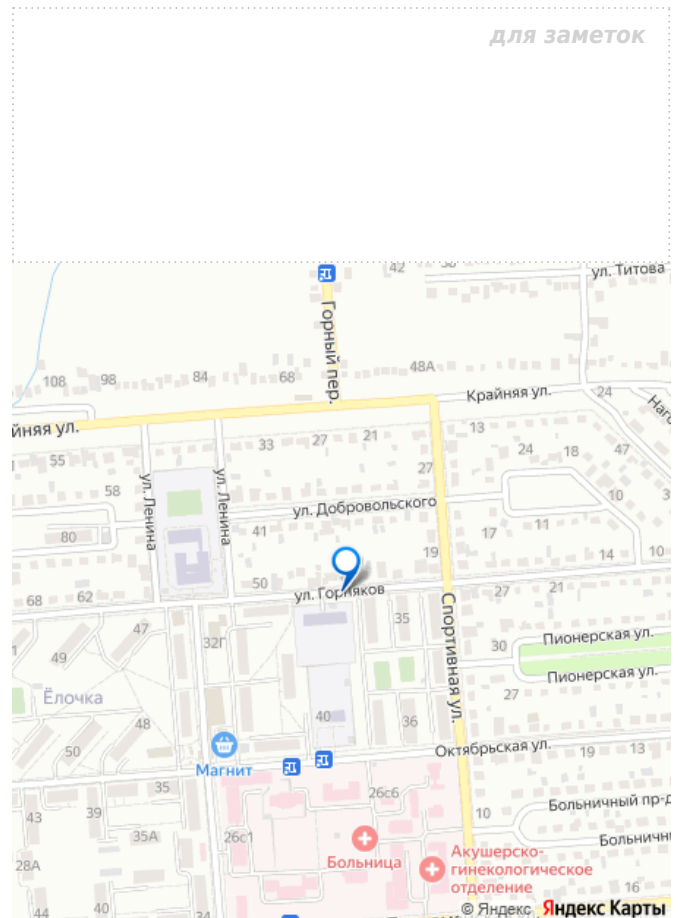 для заметок
42
ул. Титова
Горный пер.
48А
108
98
84
68
Крайняя ул.
24
йняя ул.
13
33
27
21
24
18
47
55
27
ул. Ленина
ул. Ленина
58
10
ул. Добровольского
80
41
17
11
19
14
10
50
ул. Горняков
27
21
68
62
35
Спортивная ул.
47
32Г
Пионерская ул.
30
49
Пионерская ул.
Ёлочка
27
48
40
36
50
Магнит
Октябрьская ул.
19
13
35
26с6
Больничный пр-д
43
39
10
35А
26с1
Больница
Акушерско-
гинекологическое
отделение
28А
16
44
40
© Яндекс Яндекс Карты